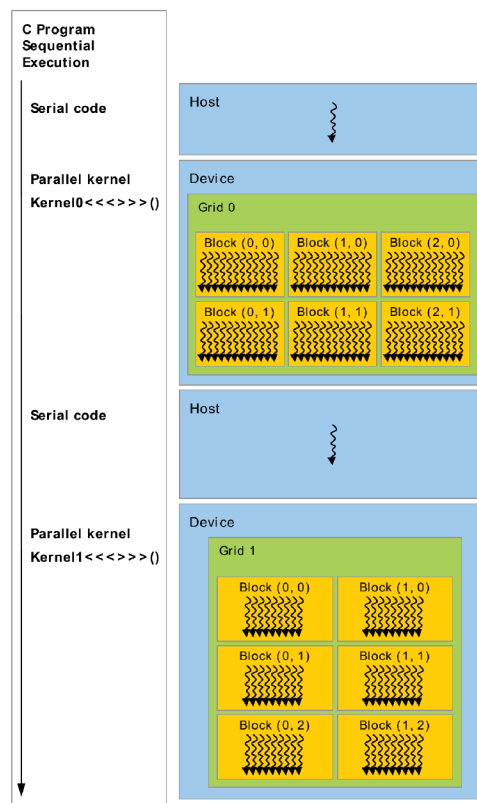 C Program
Sequential
Execution
Serial code
Host
Parallel kernel
Kernel0<<<>>>()
Device
Grid 0
Block (0, 0) Block (1, 0) Block (2, 0)
Block (0, 1) Block (1, 1) Block (2, 1)
Serial code
Host
Parallel kernel
Kernel1<<<>>>()
Device
Grid 1
Block (0, 0) Block (1, 0)
Block (0, 1) Block (1, 1)
Block (0, 2) Block (1, 2)